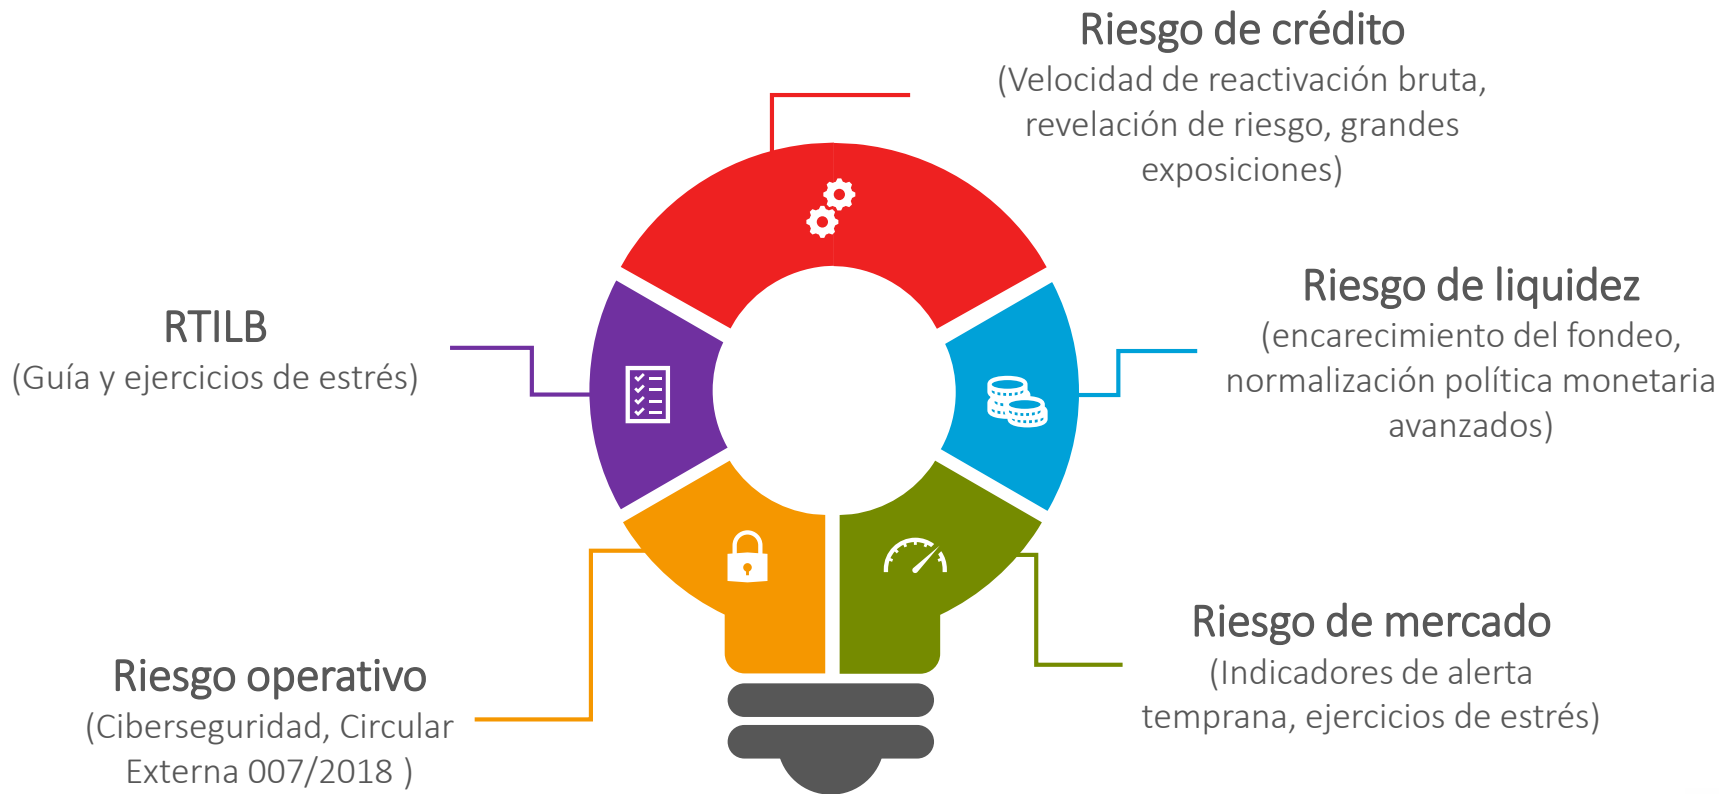 Riesgo de crédito
(Velocidad de reactivación bruta,
revelación de riesgo, grandes
exposiciones)
Riesgo de liquidez
(encarecimiento del fondeo,
normalización política monetaria
avanzados)
RTILB
(Guía y ejercicios de estrés)
Riesgo de mercado
(Indicadores de alerta
temprana, ejercicios de estrés)
Riesgo operativo
(Ciberseguridad, Circular
Externa 007/2018 )